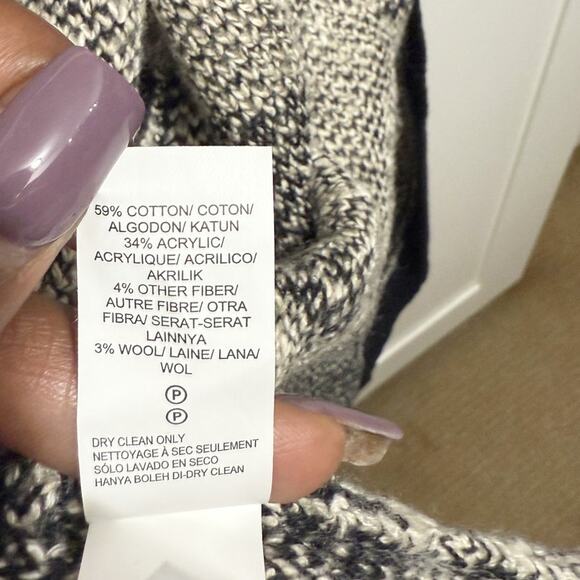 59% COTTON/ COTON/
ALGODON/ KATUN
34% ACRYLIC/
ACRYLIQUE/ ACRILICO/
AKRILIK
4% OTHER FIBER/
AUTRE FIBRE/ OTRA
FIBRA/ SERAT-SERAT
LAINNYA
3% WOOL/ LAINE/ LANA/
WOL
P
P
DRY CLEAN ONLY
NETTOYAGE À SEC SEULEMENT
SÓLO LAVADO EN SECO
HANYA BOLEH DI-DRY CLEAN